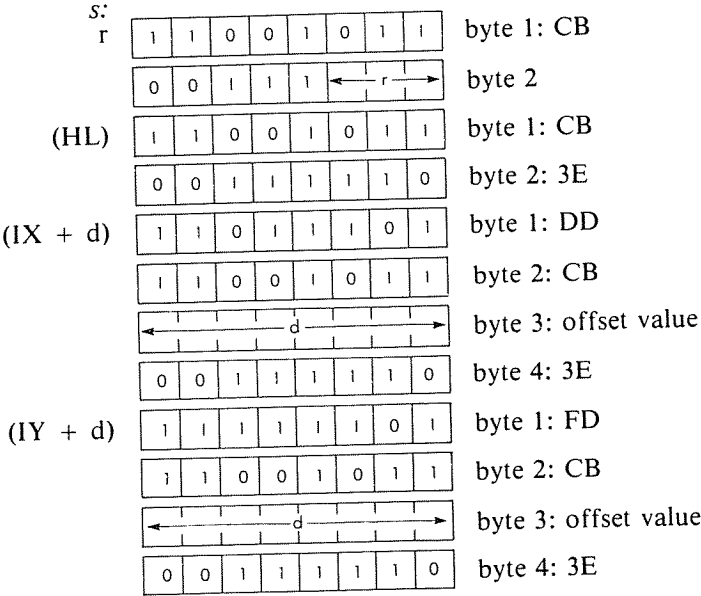 s:
r 1 1 0 0 1 0 1 1 byte 1: CB
0 0 1 1 1 r byte 2
(HL) 1 1 0 0 1 0 1 1 byte 1: CB
0 0 1 1 1 1 1 0 byte 2: 3E
(IX + d) 1 1 0 1 1 1 0 1 byte 1: DD
1 1 0 0 1 0 1 1 byte 2: CB
d byte 3: offset value
0 0 1 1 1 1 1 0 byte 4: 3E
(IY + d) 1 1 1 1 1 1 0 1 byte 1: FD
1 1 0 0 1 0 1 1 byte 2: CB
d byte 3: offset value
0 0 1 1 1 1 1 0 byte 4: 3E